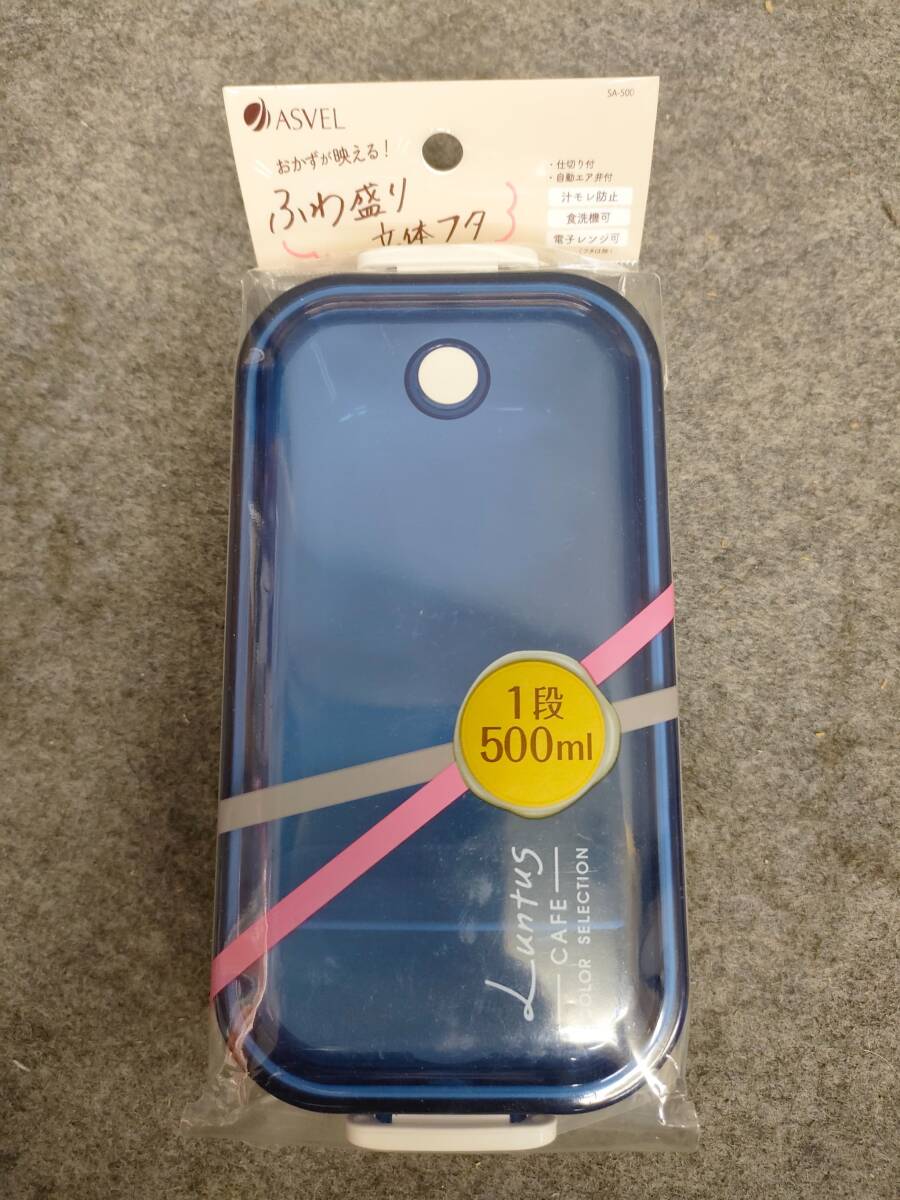 ASVEL
SA-500
おかずが映える!
ふわ盛り
立体フタ
・仕切り付
・自動エア弁付
汁モレ防止
食洗機可
電子レンジ可
1段
500ml
Luntus
CAFE
COLOR SELECTION